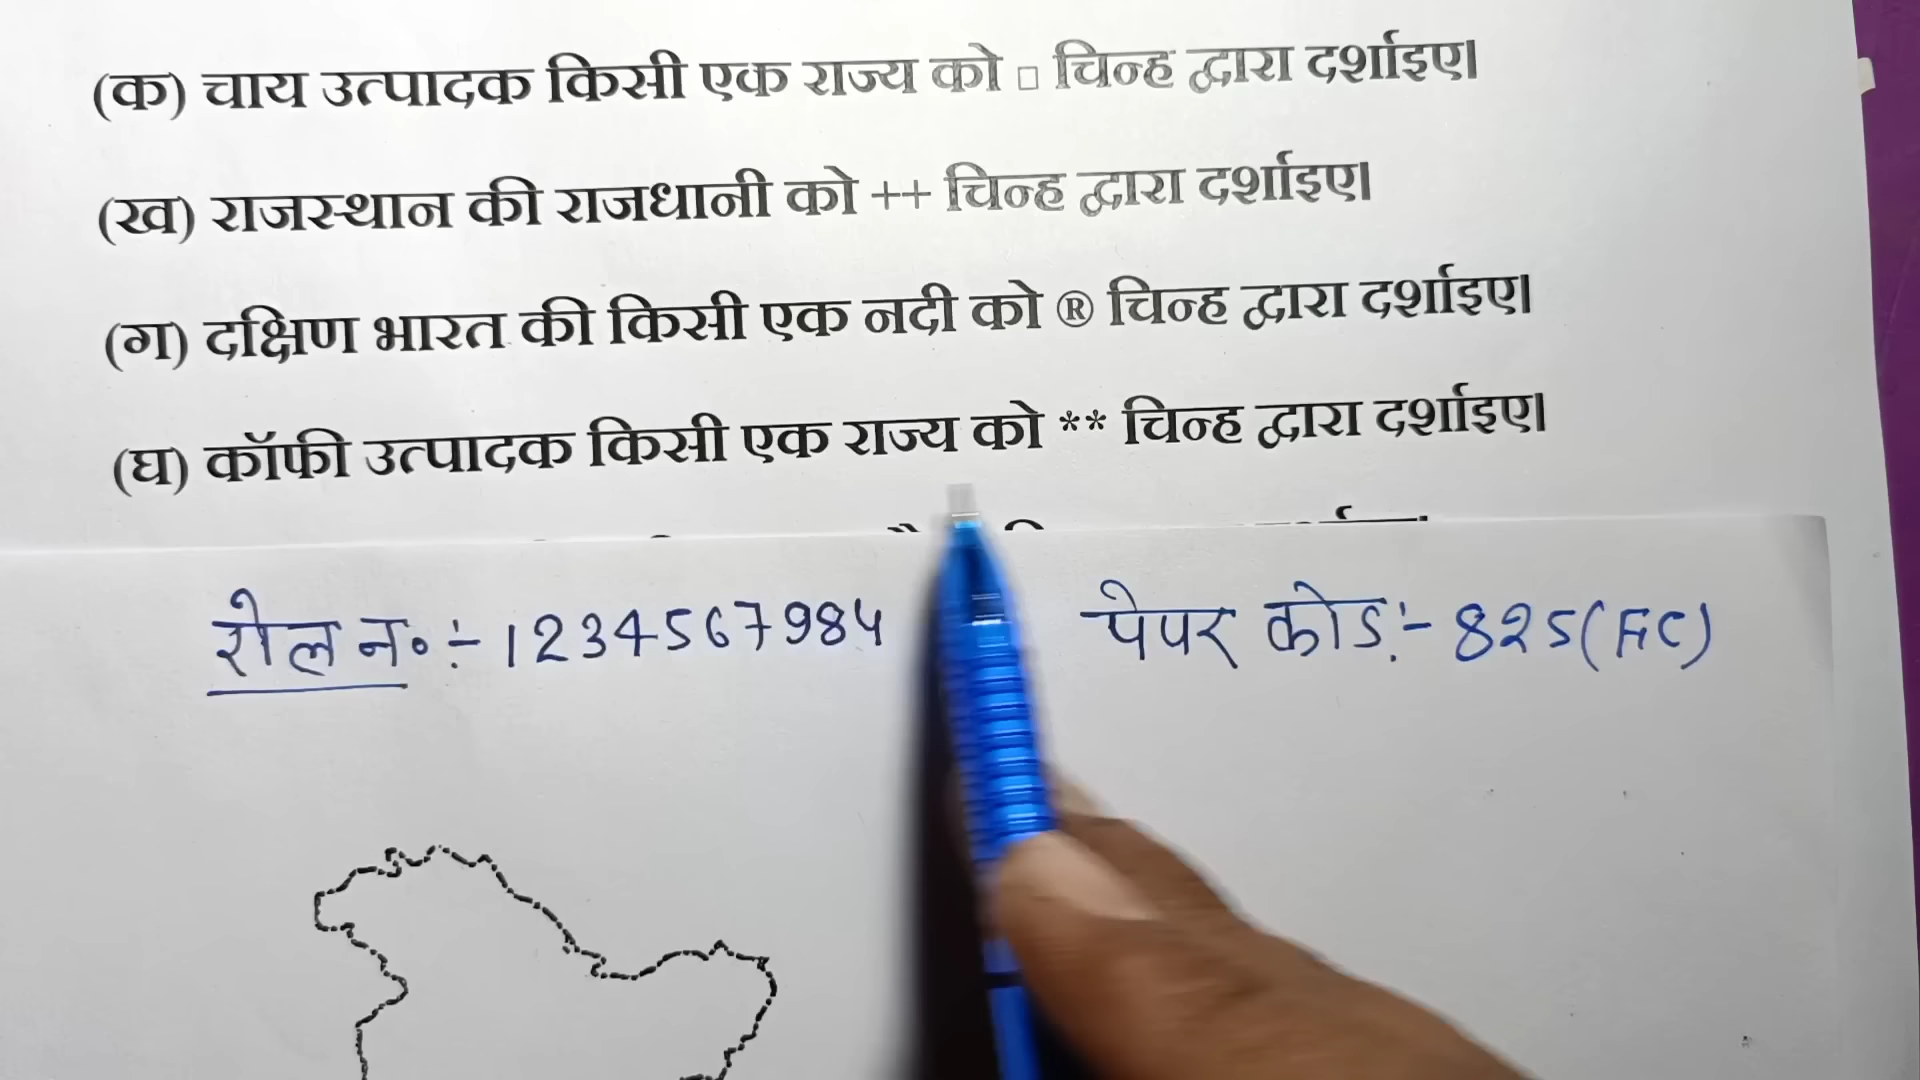 (क) चाय उत्पादक किसी एक राज्य को □ चिन्ह द्वारा दर्शाइए।
(ख) राजस्थान की राजधानी को ++ चिन्ह द्वारा दर्शाइए।
(ग) दक्षिण भारत की किसी एक नदी को ® चिन्ह द्वारा दर्शाइए।
(घ) कॉफी उत्पादक किसी एक राज्य को ** चिन्ह द्वारा दर्शाइए।
रोल न० :- 1234567984 पेपर कोड :- 825(FC)